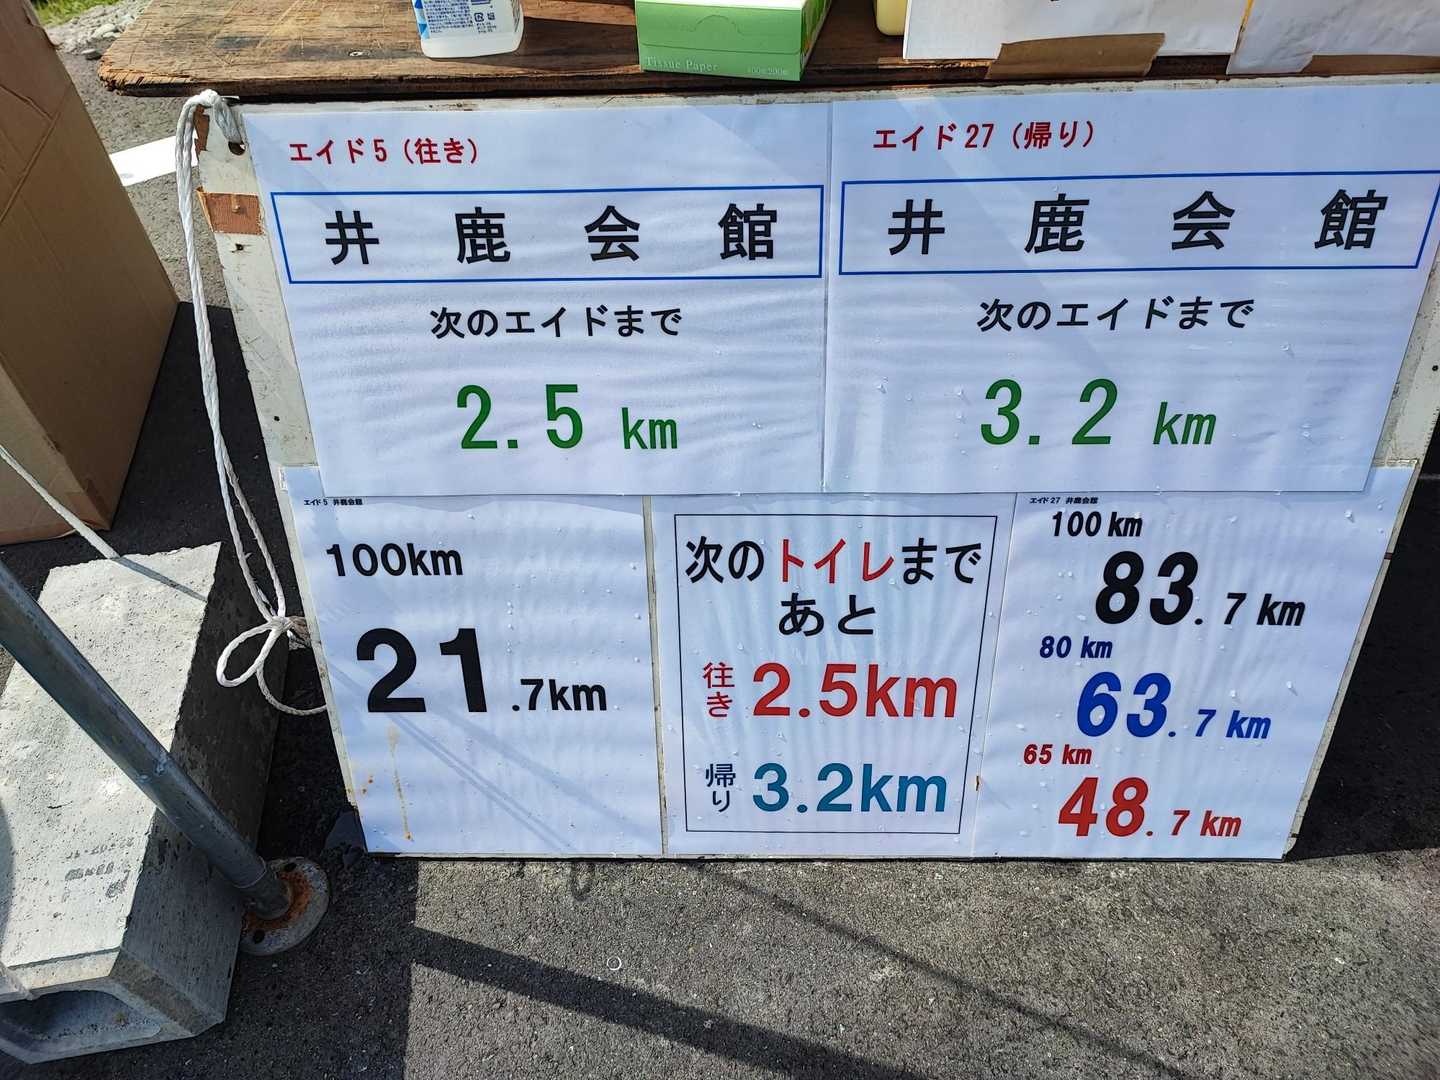 Tissue Paper
エイド5（往き）
井鹿会館
次のエイドまで
2.5 km
エイド27（帰り）
井鹿会館
次のエイドまで
3.2 km
エイド5 井鹿会館
100km
21.7km
次のトイレまで
あと
往き 2.5km
帰り 3.2km
エイド27 井鹿会館
100 km
83.7 km
80 km
63.7 km
65 km
48.7 km